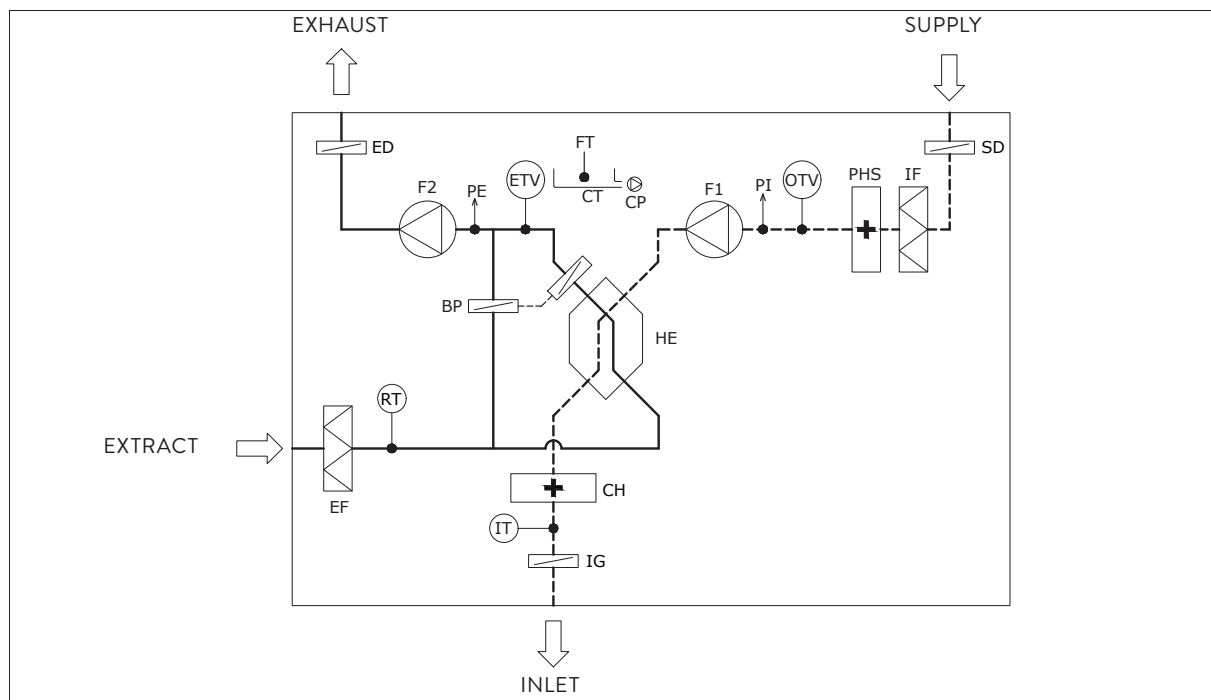 EXHAUST
SUPPLY
ED
FT
SD
ETV
F2
PE
CT
CP
F1
PI
OTV
PHS
IF
BP
HE
RT
EXTRACT
EF
CH
IT
IG
INLET